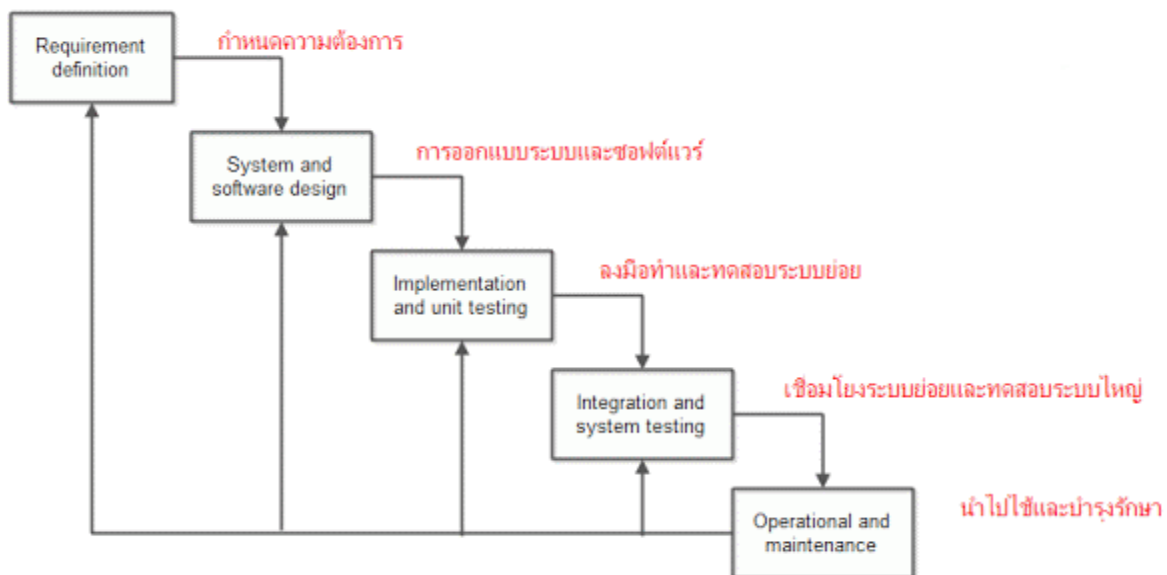 Requirement
definition
กำหนดความต้องการ
System and
software design
การออกแบบระบบและซอฟต์แวร์
Implementation
and unit testing
ลงมือทำและทดสอบระบบย่อย
Integration and
system testing
เชื่อมโยงระบบย่อยและทดสอบระบบใหญ่
Operational and
maintenance
นำไปใช้และบำรุงรักษา